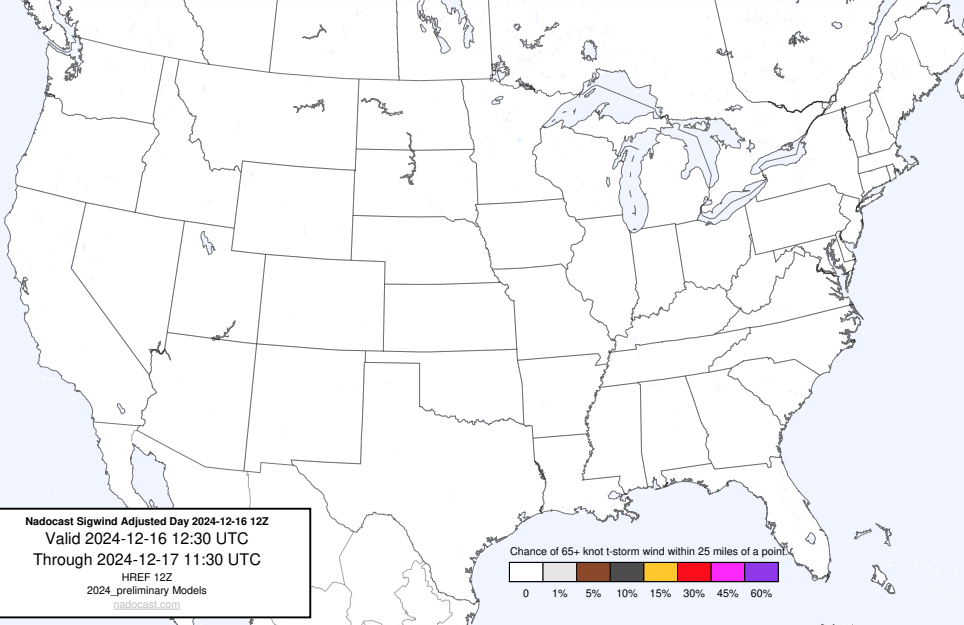 Nadocast Sigwind Adjusted Day 2024-12-16 12Z
Valid 2024-12-16 12:30 UTC
Through 2024-12-17 11:30 UTC
HREF 12Z
2024_preliminary Models
nadocast.com
Chance of 65+ knot t-storm wind within 25 miles of a point.
0 1% 5% 10% 15% 30% 45% 60%